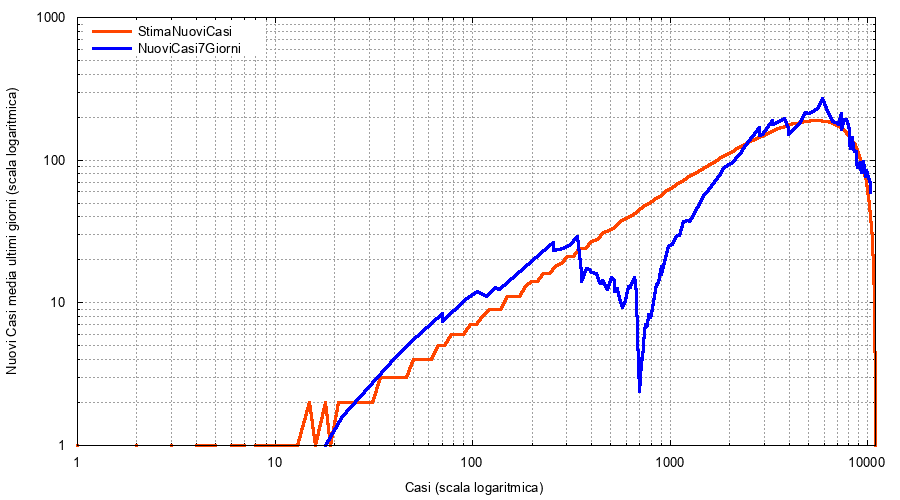 1000
100
10
1
StimaNuoviCasi
NuoviCasi7Giorni
Nuovi Casi media ultimi giorni (scala logaritmica)
1 10 100 1000 10000
Casi (scala logaritmica)